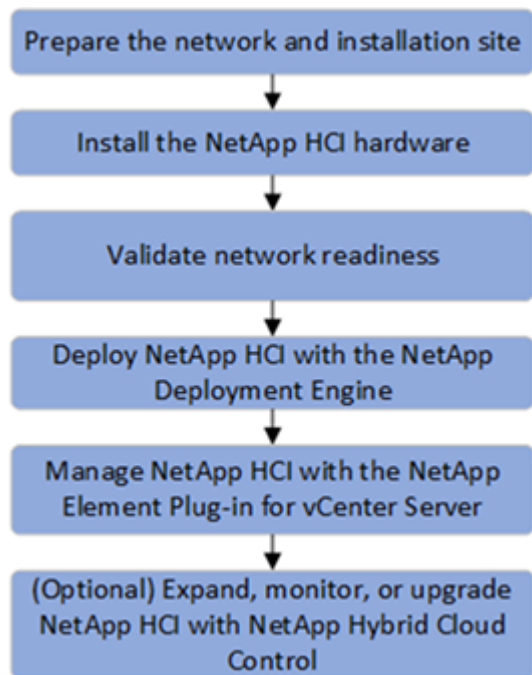 Prepare the network and installation site
Install the NetApp HCI hardware
Validate network readiness
Deploy NetApp HCI with the NetApp
Deployment Engine
Manage NetApp HCI with the NetApp
Element Plug-in for vCenter Server
(Optional) Expand, monitor, or upgrade
NetApp HCI with NetApp Hybrid Cloud
Control